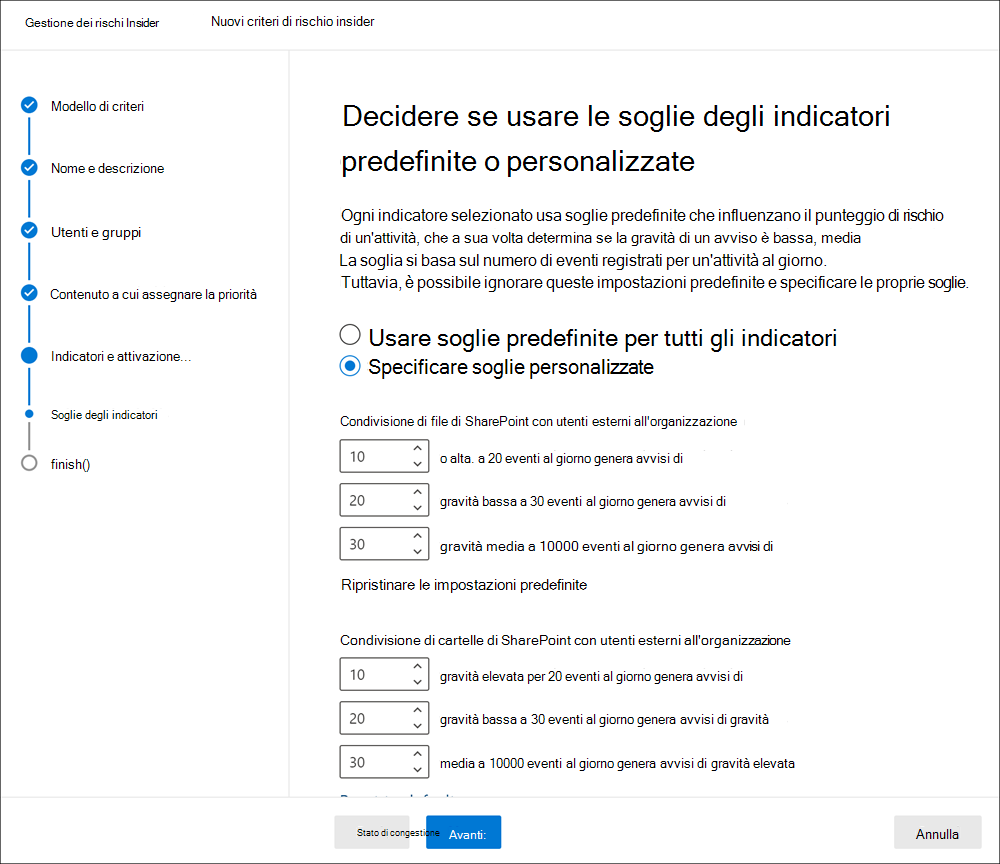 Gestione dei rischi Insider
Nuovi criteri di rischio insider
Modello di criteri
Nome e descrizione
Utenti e gruppi
Contenuto a cui assegnare la priorità
Indicatori e attivazione...
Soglie degli indicatori
finish()
Decidere se usare le soglie degli indicatori
predefinite o personalizzate
Ogni indicatore selezionato usa soglie predefinite che influenzano il punteggio di rischio
di un'attività, che a sua volta determina se la gravità di un avviso è bassa, media
La soglia si basa sul numero di eventi registrati per un'attività al giorno.
Tuttavia, è possibile ignorare queste impostazioni predefinite e specificare le proprie soglie.
Usare soglie predefinite per tutti gli indicatori
Specificare soglie personalizzate
Condivisione di file di SharePoint con utenti esterni all'organizzazione
10 o alta. a 20 eventi al giorno genera avvisi di
20 gravità bassa a 30 eventi al giorno genera avvisi di
30 gravità media a 10000 eventi al giorno genera avvisi di
Ripristinare le impostazioni predefinite
Condivisione di cartelle di SharePoint con utenti esterni all'organizzazione
10 gravità elevata per 20 eventi al giorno genera avvisi di
20 gravità bassa a 30 eventi al giorno genera avvisi di gravità
30 media a 10000 eventi al giorno genera avvisi di gravità elevata
Stato di congestione
Avanti:
Annulla